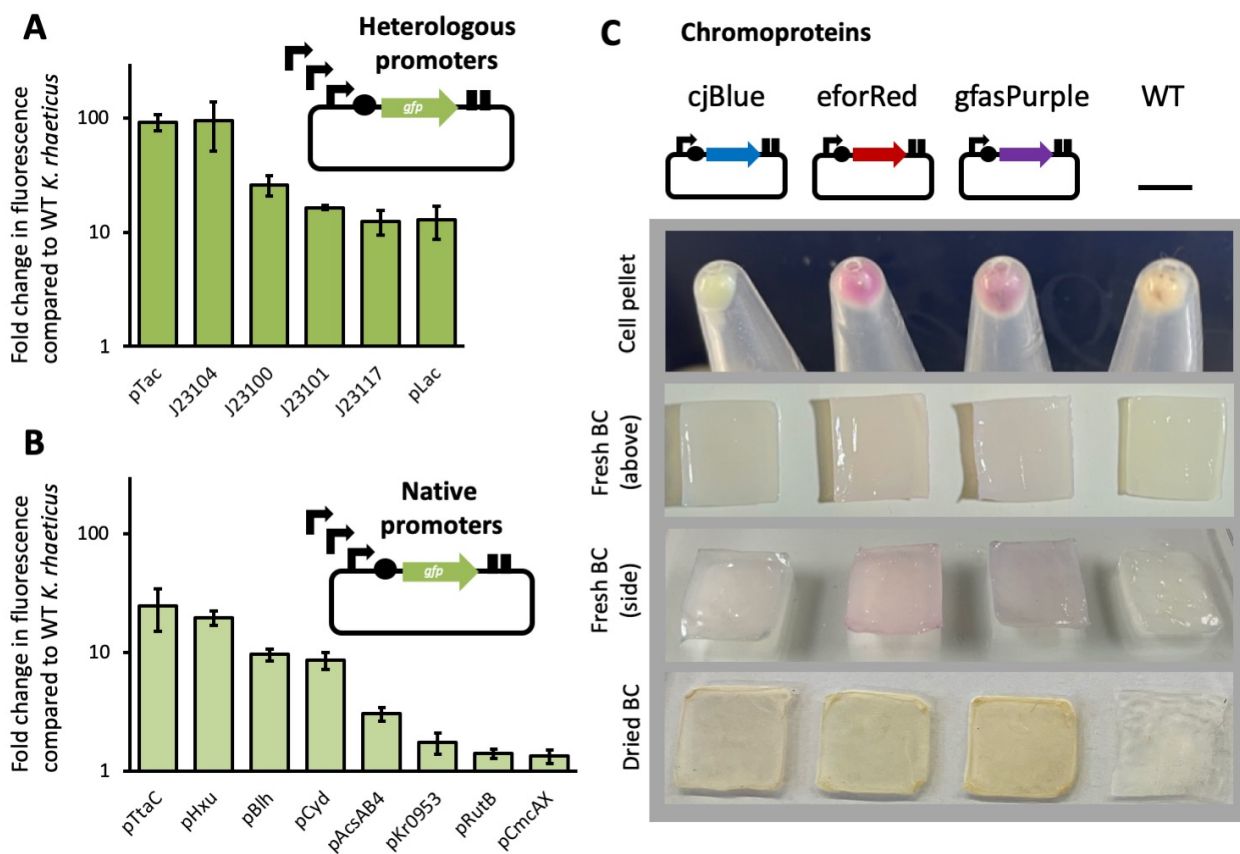 A
Heterologous
promoters
gfp
Fold change in fluorescence
compared to WT K. rhaeticus
100
10
1
pTac
J23104
J23100
J23101
J23117
pLac
B
Native
promoters
gfp
Fold change in fluorescence
compared to WT K. rhaeticus
100
10
1
pTtaC
pHxu
pBlh
pCyd
pAcsAB4
pKr0953
pRutB
pCmcAX
C
Chromoproteins
cjBlue
eforRed
gfasPurple
WT
Cell pellet
Fresh BC
(above)
Fresh BC
(side)
Dried BC